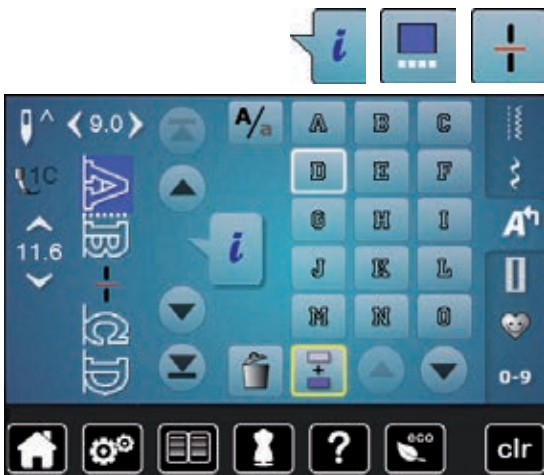 i
9.0 A/a A B C
1C A D E F
B i G H I A
11.6 J K L
C M N O
D 0-9
? eco clr